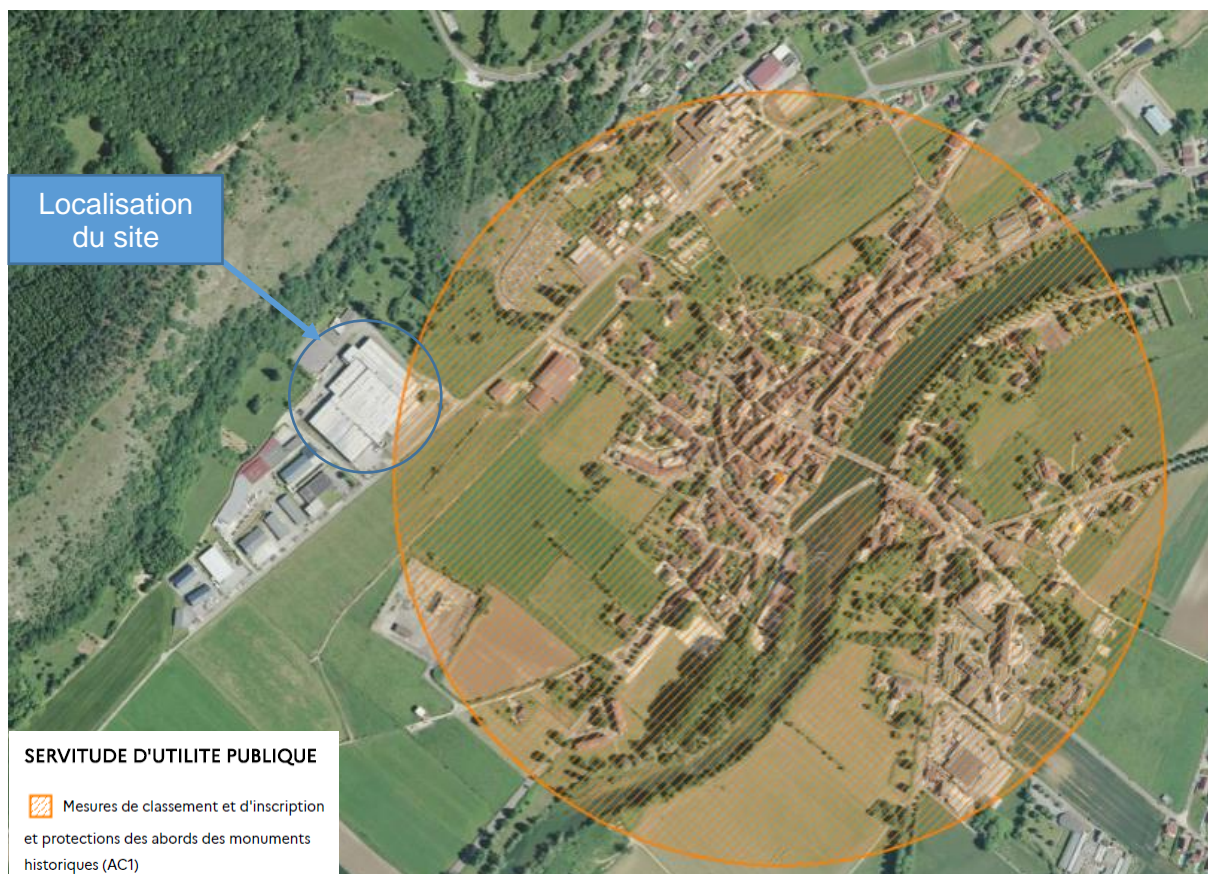 Localisation
du site
SERVITUDE D'UTILITE PUBLIQUE
Mesures de classement et d'inscription
et protections des abords des monuments
historiques (AC1)